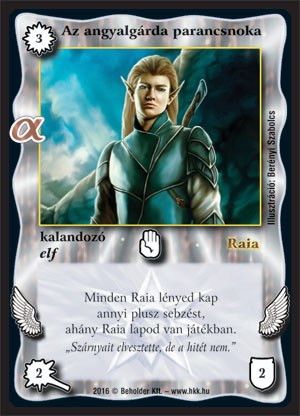 3
Az angyalgárda parancsnoka
α
Illusztráció: Berényi Szabolcs
kalandozó
elf
Raia
Minden Raia lényed kap
annyi plusz sebzést,
ahány Raia lapod van játékban.
„Szárnyait elvesztette, de a hitét nem.”
2
2
2016 © Beholder Kft. – www.hkk.hu